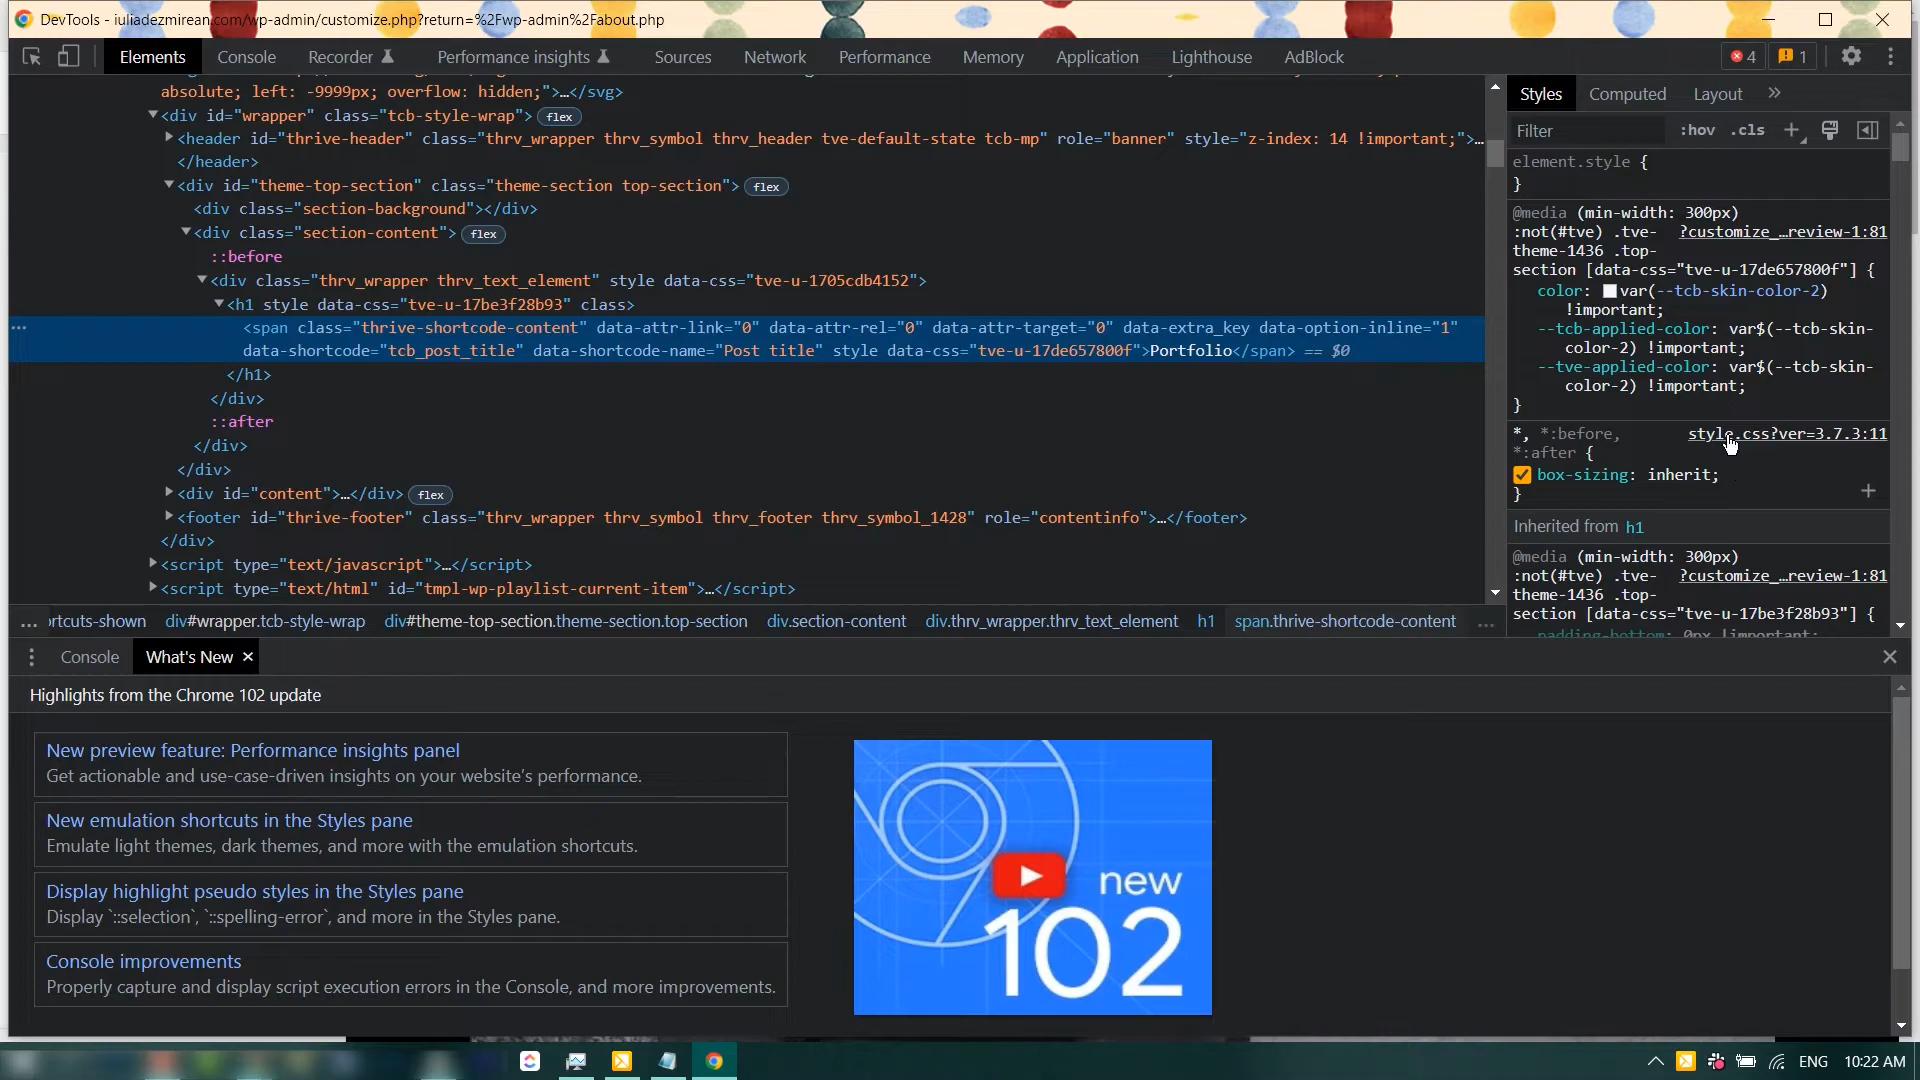 DevTools - iuliadezmirean.com/wp-admin/customize.php?return=%2Fwp-admin%2Fabout.php
Elements Console Recorder Performance insights Sources Network Performance Memory Application Lighthouse AdBlock 4 1
absolute; left: -9999px; overflow: hidden;">…</svg>
<div id="wrapper" class="tcb-style-wrap"> flex
<header id="thrive-header" class="thrv_wrapper thrv_symbol thrv_header tve-default-state tcb-mp" role="banner" style="z-index: 14 !important;">…
</header>
<div id="theme-top-section" class="theme-section top-section"> flex
<div class="section-background"></div>
<div class="section-content"> flex
::before
<div class="thrv_wrapper thrv_text_element" style data-css="tve-u-1705cdb4152">
<h1 style data-css="tve-u-17be3f28b93" class>
<span class="thrive-shortcode-content" data-attr-link="0" data-attr-rel="0" data-attr-target="0" data-extra_key data-option-inline="1"
data-shortcode="tcb_post_title" data-shortcode-name="Post title" style data-css="tve-u-17de657800f">Portfolio</span> == $0
</h1>
</div>
::after
</div>
</div>
<div id="content">…</div> flex
<footer id="thrive-footer" class="thrv_wrapper thrv_symbol thrv_footer thrv_symbol_1428" role="contentinfo">…</footer>
</div>
<script type="text/javascript">…</script>
<script type="text/html" id="tmpl-wp-playlist-current-item">…</script>
… ortcuts-shown div#wrapper.tcb-style-wrap div#theme-top-section.theme-section.top-section div.section-content div.thrv_wrapper.thrv_text_element h1 span.thrive-shortcode-content …
Styles Computed Layout
Filter :hov .cls
element.style {
}
@media (min-width: 300px)
:not(#tve) .tve- ?customize_…review-1:81
theme-1436 .top-
section [data-css="tve-u-17de657800f"] {
color: var(--tcb-skin-color-2)
!important;
--tcb-applied-color: var$(--tcb-skin-
color-2) !important;
--tve-applied-color: var$(--tcb-skin-
color-2) !important;
}
*, *:before, style.css?ver=3.7.3:11
*:after {
box-sizing: inherit;
}
Inherited from h1
@media (min-width: 300px)
:not(#tve) .tve- ?customize_…review-1:81
theme-1436 .top-
section [data-css="tve-u-17be3f28b93"] {
padding-bottom: 0px !important;
Console What's New
Highlights from the Chrome 102 update
New preview feature: Performance insights panel
Get actionable and use-case-driven insights on your website's performance.
New emulation shortcuts in the Styles pane
Emulate light themes, dark themes, and more with the emulation shortcuts.
Display highlight pseudo styles in the Styles pane
Display `::selection`, `::spelling-error`, and more in the Styles pane.
Console improvements
Properly capture and display script execution errors in the Console, and more improvements.
new
102
ENG 10:22 AM